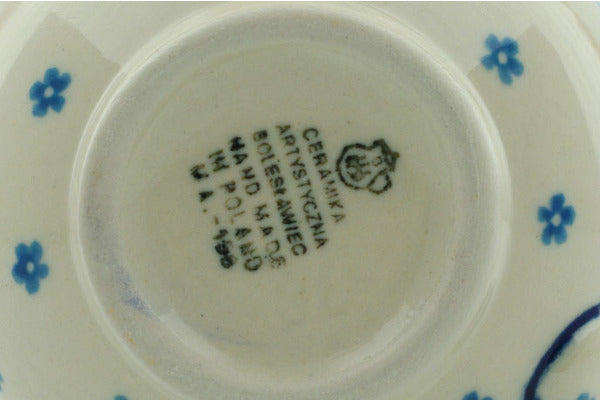 CERAMIKA
ARTYSTYCZNA
BOLESŁAWIEC
HAND MADE
IN POLAND